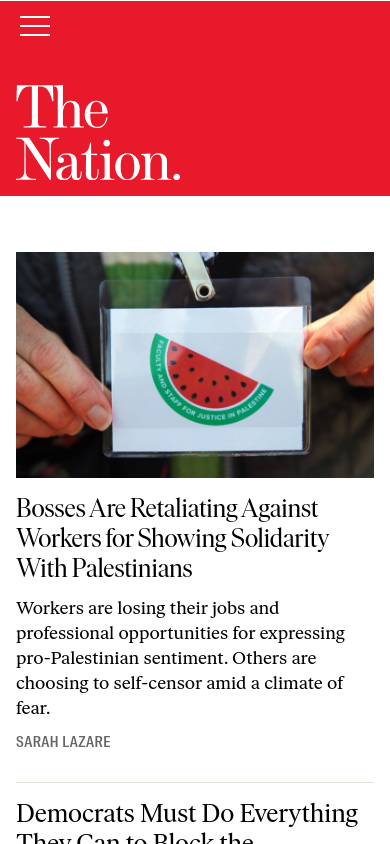 The
Nation.
FACULTY AND STAFF FOR JUSTICE IN PALESTINE
Bosses Are Retaliating Against
Workers for Showing Solidarity
With Palestinians
Workers are losing their jobs and
professional opportunities for expressing
pro-Palestinian sentiment. Others are
choosing to self-censor amid a climate of
fear.
SARAH LAZARE
Democrats Must Do Everything
They Can to Block the